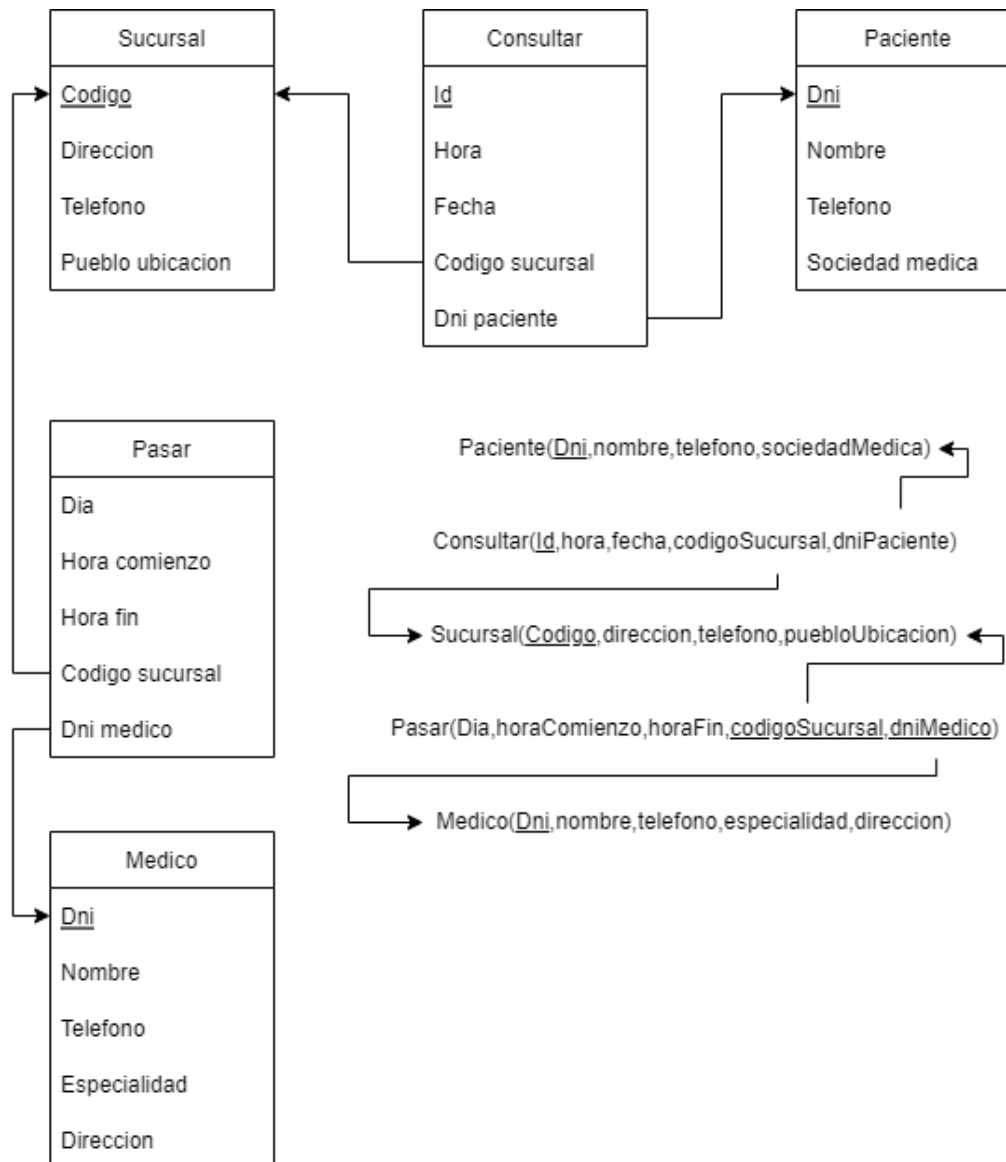 Sucursal
Codigo
Direccion
Telefono
Pueblo ubicacion
Consultar
Id
Hora
Fecha
Codigo sucursal
Dni paciente
Paciente
Dni
Nombre
Telefono
Sociedad medica
Pasar
Dia
Hora comienzo
Hora fin
Codigo sucursal
Dni medico
Medico
Dni
Nombre
Telefono
Especialidad
Direccion
Paciente(Dni,nombre,telefono,sociedadMedica)
Consultar(Id,hora,fecha,codigoSucursal,dniPaciente)
Sucursal(Codigo,direccion,telefono,puebloUbicacion)
Pasar(Dia,horaComienzo,horaFin,codigoSucursal,dniMedico)
Medico(Dni,nombre,telefono,especialidad,direccion)